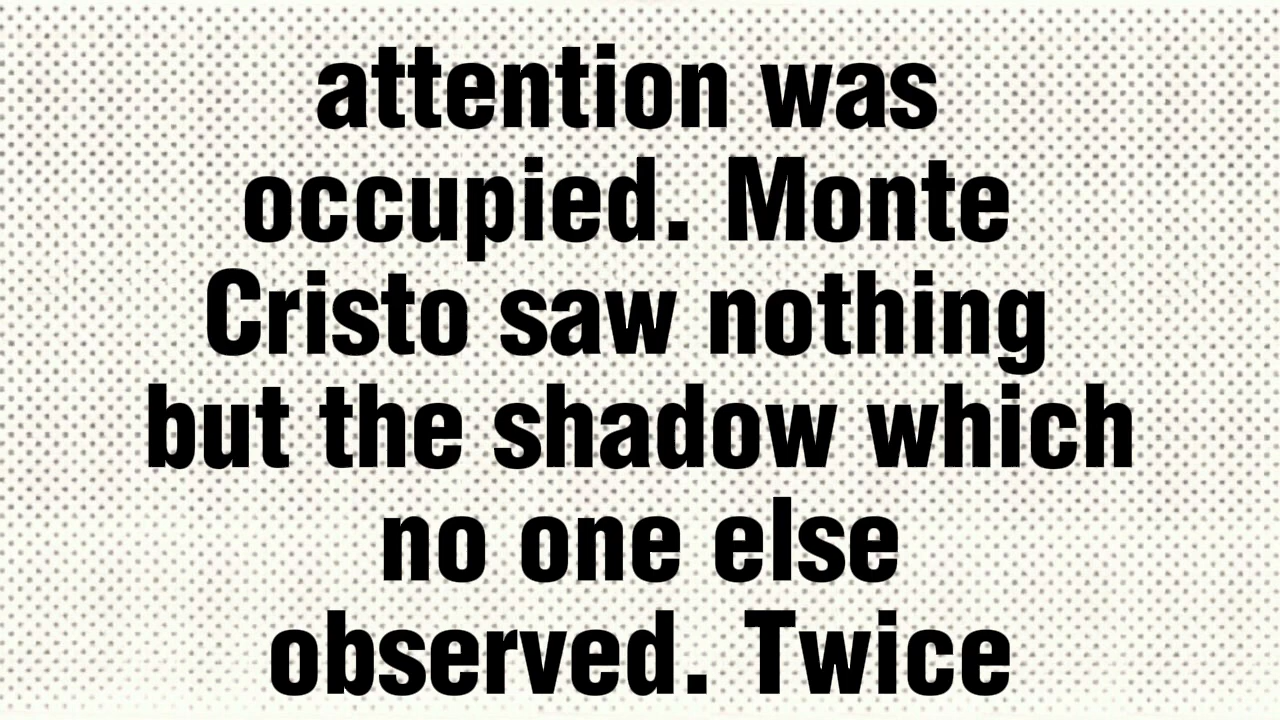 attention was
occupied. Monte
Cristo saw nothing
but the shadow which
no one else
observed. Twice